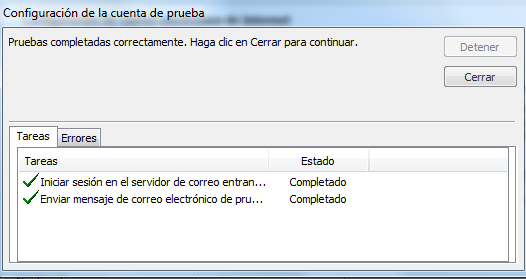 Configuración de la cuenta de prueba
Pruebas completadas correctamente. Haga clic en Cerrar para continuar.
Detener
Cerrar
Tareas
Errores
Tareas
Estado
Iniciar sesión en el servidor de correo entran...
Completado
Enviar mensaje de correo electrónico de pru...
Completado